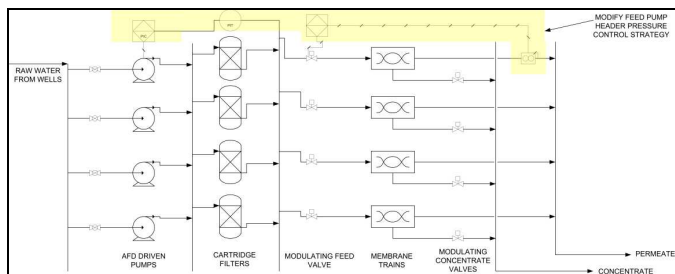 MODIFY FEED PUMP
HEADER PRESSURE
CONTROL STRATEGY
RAW WATER
FROM WELLS
AFD DRIVEN
PUMPS
CARTRIDGE
FILTERS
MODULATING FEED
VALVE
MEMBRANE
TRAINS
MODULATING
CONCENTRATE
VALVES
PERMEATE
CONCENTRATE